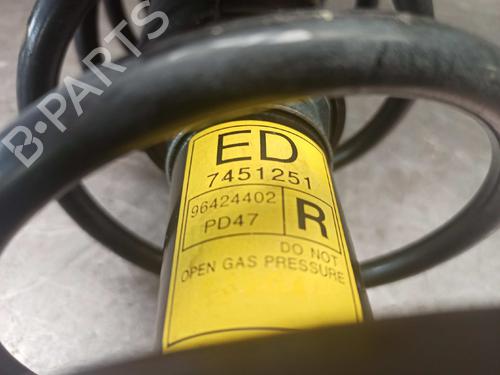 B-PARTS
ED
7451251
96424402
PD47
R
DO NOT
OPEN GAS PRESSURE